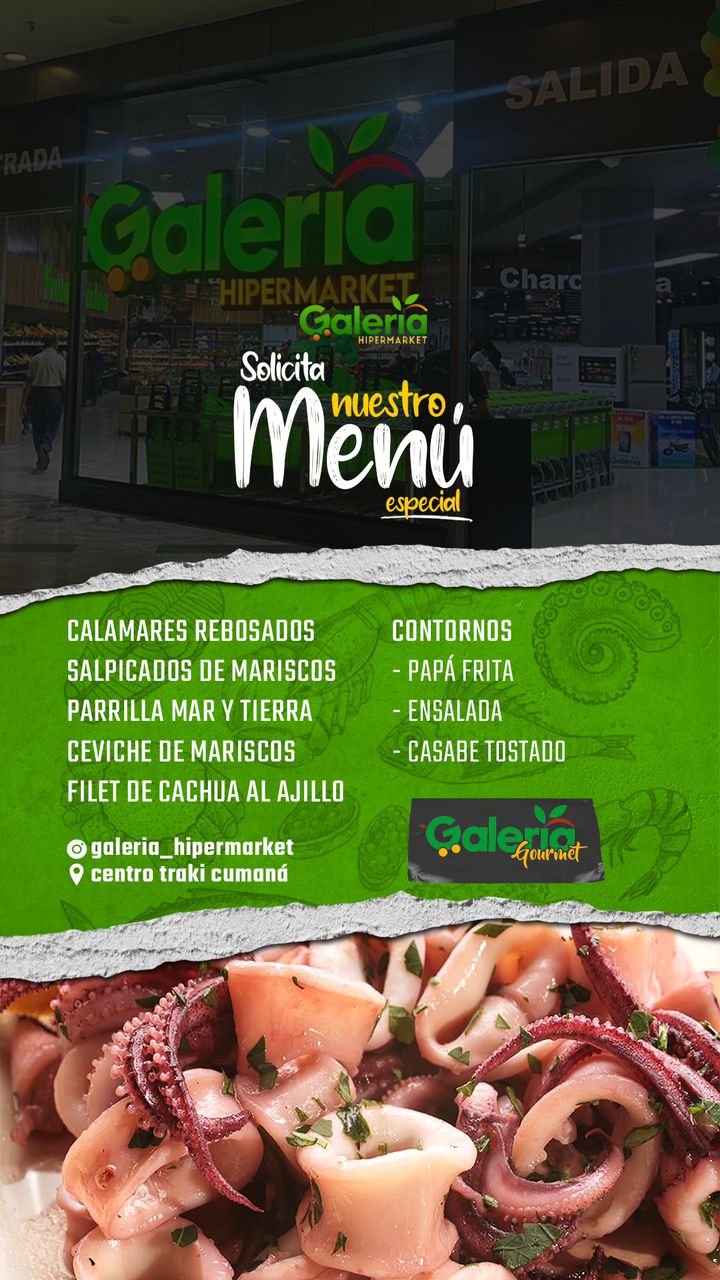 SALIDA
TRADA
Galeria
HIPERMARKET
Galeria
HIPERMARKET
Solicita
nuestro
Menú
especial
CALAMARES REBOSADOS
SALPICADOS DE MARISCOS
PARRILLA MAR Y TIERRA
CEVICHE DE MARISCOS
FILET DE CACHUA AL AJILLO
CONTORNOS
- PAPÁ FRITA
- ENSALADA
- CASABE TOSTADO
galeria_hipermarket
centro traki cumaná
Galeria
Gourmet